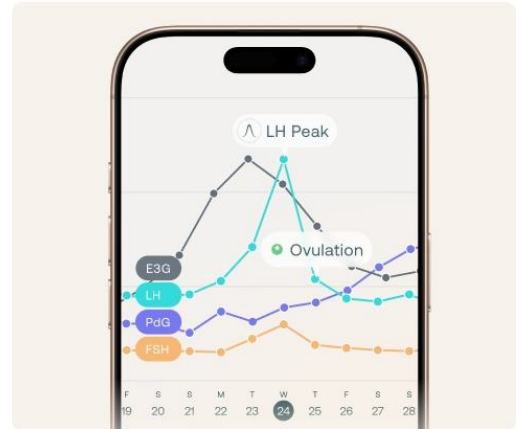 LH Peak
Ovulation
E3G
LH
PdG
FSH
F S S M T W T F S S
19 20 21 22 23 24 25 26 27 28